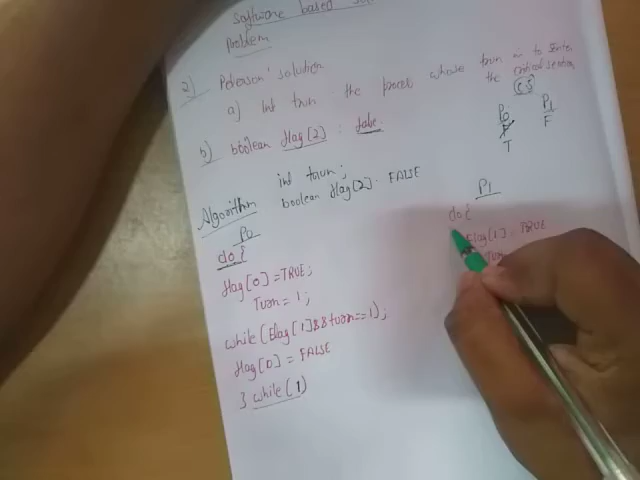 Software based
Problem
2) Peterson's solution
a) Int turn the process whose turn is to enter
the critical section
(CS)
b) boolean flag[2] : false
P0 P1
F F
T
Algorithm
int turn;
boolean flag[2] : FALSE
P0
do {
flag[0] = TRUE;
Turn = 1;
while (flag[1]&&turn==1);
flag[0] = FALSE
} while(1)
P1
do {
flag[1] = TRUE
Turn